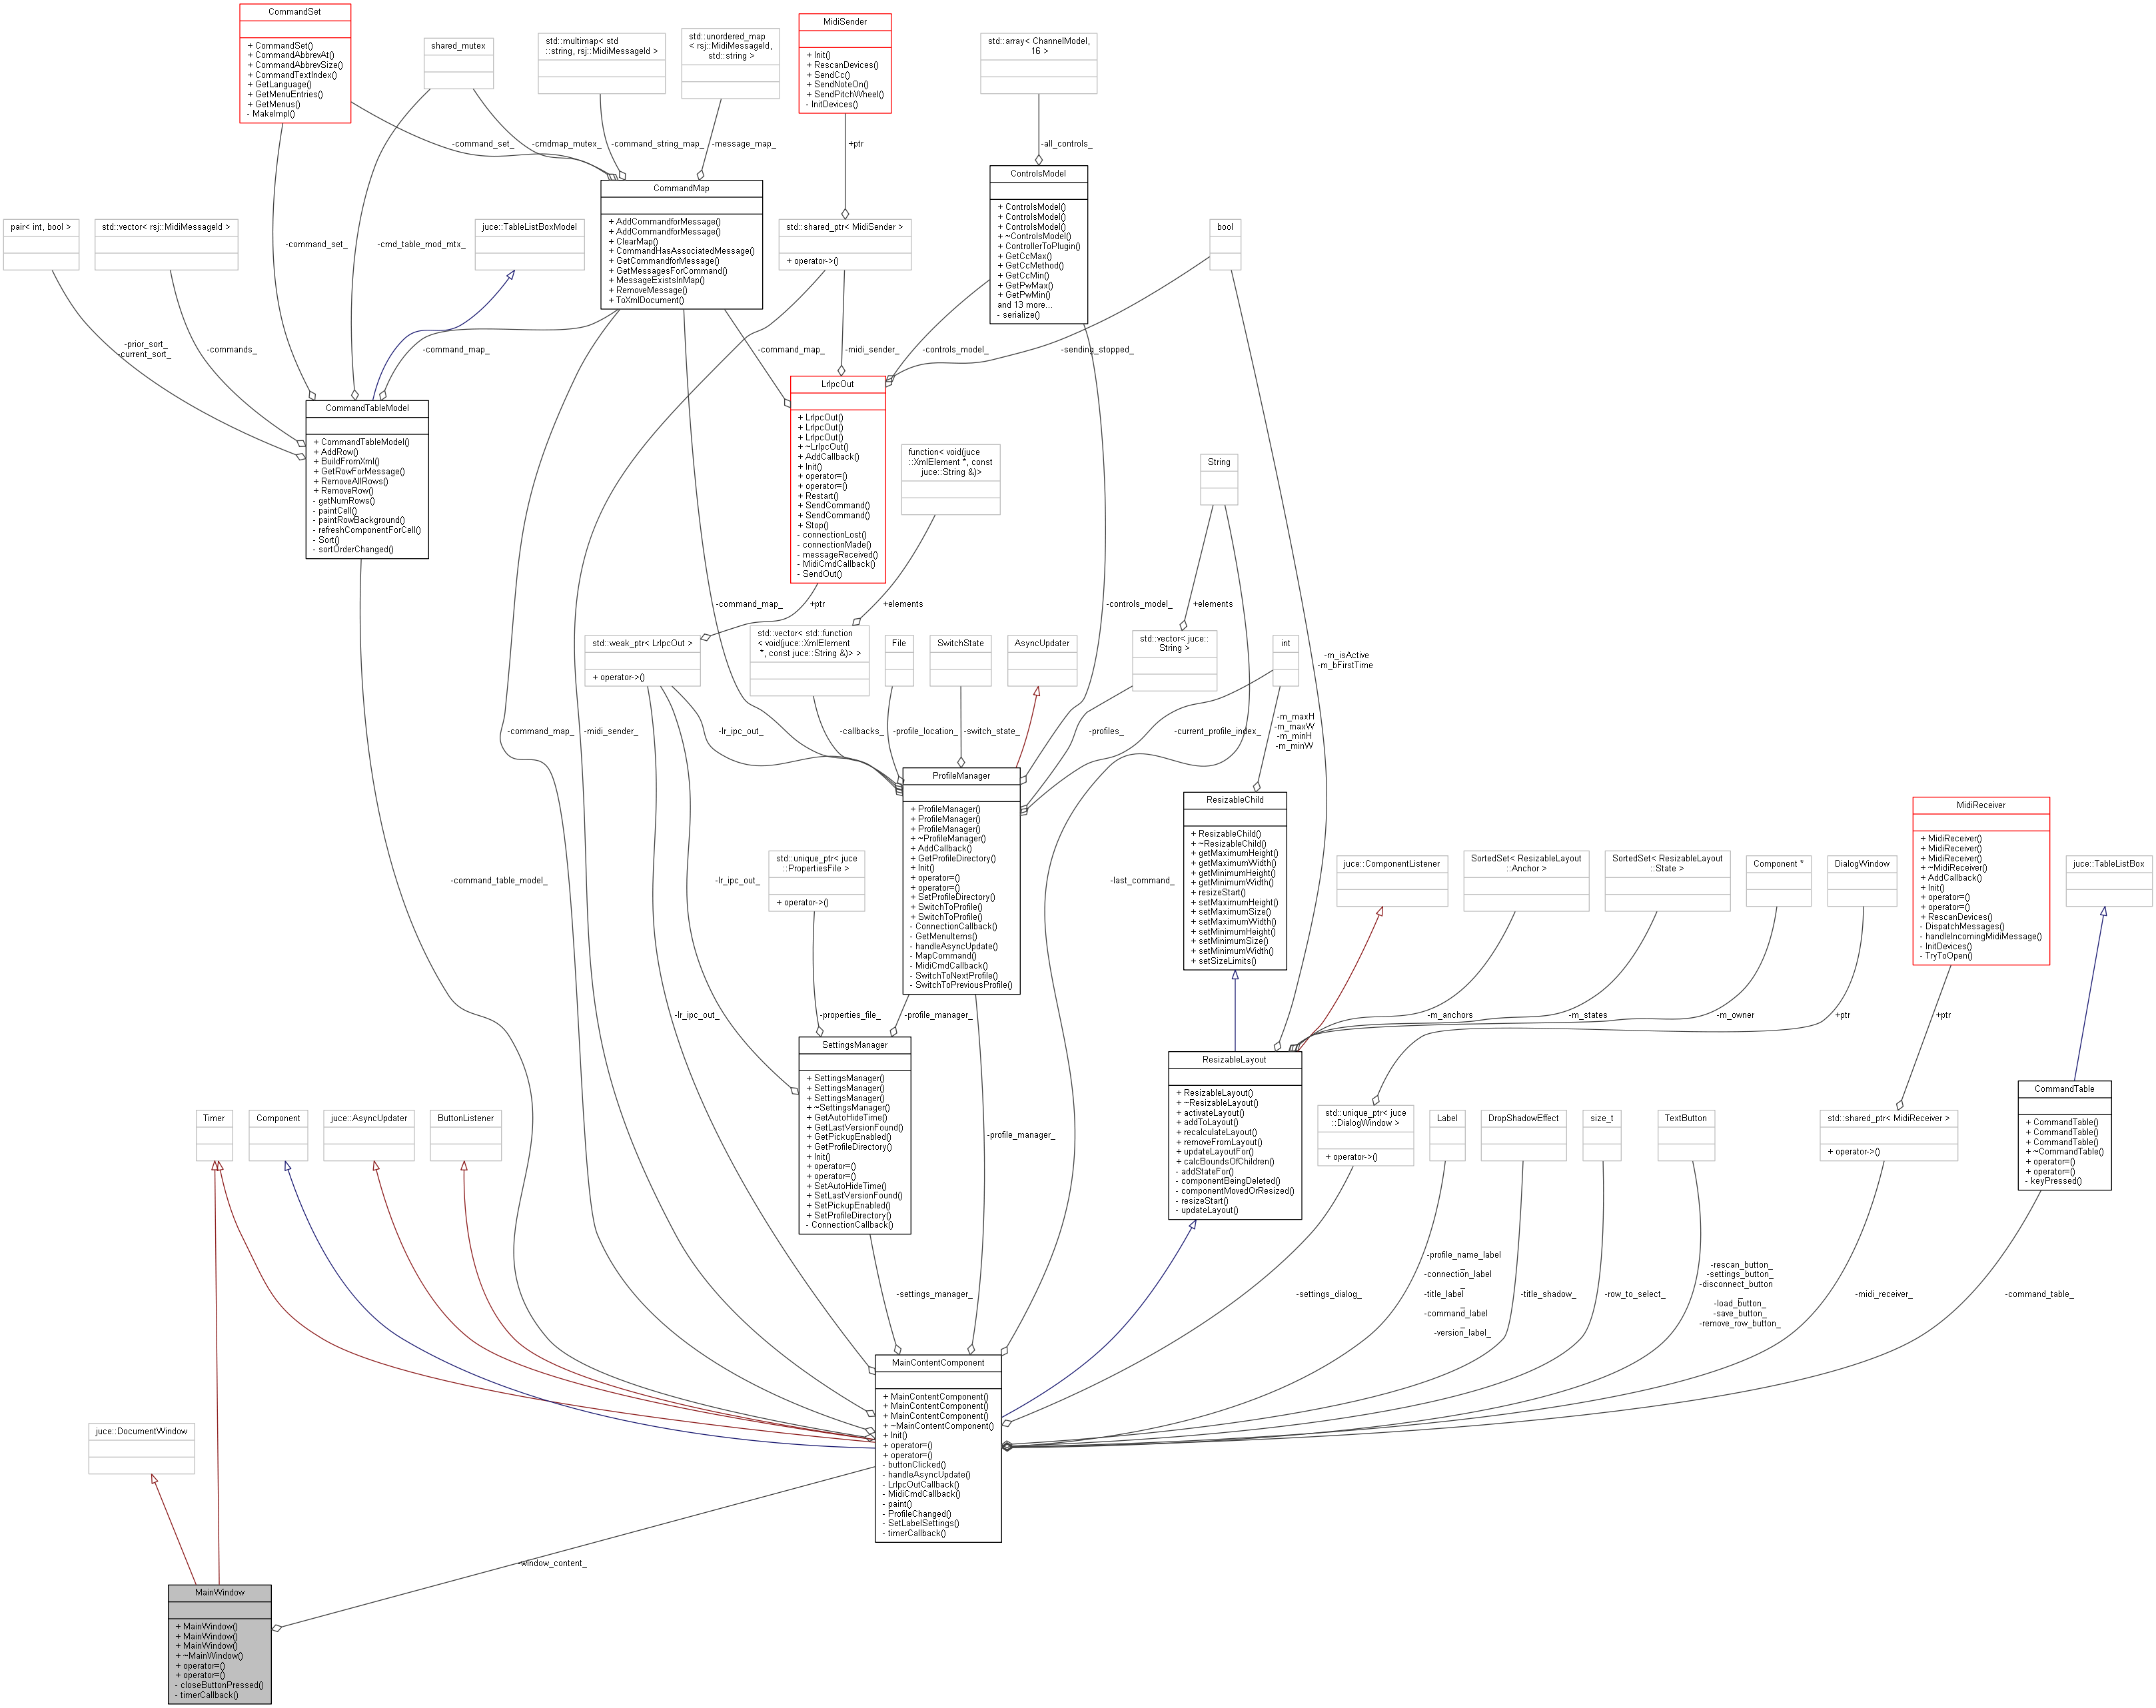 CommandSet
+ CommandSet()
+ CommandAbbrevAt()
+ CommandAbbrevSize()
+ CommandTextIndex()
+ GetLanguage()
+ GetMenuEntries()
+ GetMenus()
- MakeImpl()
shared_mutex
std::multimap< std
::string, rsj::MidiMessageId >
std::unordered_map
< rsj::MidiMessageId,
std::string >
MidiSender
+ Init()
+ RescanDevices()
+ SendCc()
+ SendNoteOn()
+ SendPitchWheel()
- InitDevices()
std::array< ChannelModel,
16 >
-command_set_
-cmdmap_mutex_
-command_string_map_
-message_map_
+ptr
-all_controls_
pair< int, bool >
std::vector< rsj::MidiMessageId >
-command_set_
-cmd_table_mod_mtx_
juce::TableListBoxModel
CommandMap
+ AddCommandforMessage()
+ AddCommandforMessage()
+ ClearMap()
+ CommandHasAssociatedMessage()
+ GetCommandforMessage()
+ GetMessagesForCommand()
+ MessageExistsInMap()
+ RemoveMessage()
+ ToXmlDocument()
std::shared_ptr< MidiSender >
+ operator->()
ControlsModel
+ ControlsModel()
+ ControlsModel()
+ ControlsModel()
+ ~ControlsModel()
+ ControllerToPlugin()
+ GetCcMax()
+ GetCcMethod()
+ GetCcMin()
+ GetPwMax()
+ GetPwMin()
and 13 more...
- serialize()
bool
-prior_sort_
-current_sort_
-commands_
-command_map_
-command_map_
-midi_sender_
-controls_model_
-sending_stopped_
CommandTableModel
+ CommandTableModel()
+ AddRow()
+ BuildFromXml()
+ GetRowForMessage()
+ RemoveAllRows()
+ RemoveRow()
- getNumRows()
- paintCell()
- paintRowBackground()
- refreshComponentForCell()
- Sort()
- sortOrderChanged()
LrIpcOut
+ LrIpcOut()
+ LrIpcOut()
+ LrIpcOut()
+ ~LrIpcOut()
+ AddCallback()
+ Init()
+ operator=()
+ operator=()
+ Restart()
+ SendCommand()
+ SendCommand()
+ Stop()
- connectionLost()
- connectionMade()
- messageReceived()
- MidiCmdCallback()
- SendOut()
function< void(juce
::XmlElement *, const
juce::String &)>
String
-command_map_
+ptr
+elements
-controls_model_
+elements
std::weak_ptr< LrIpcOut >
+ operator->()
std::vector< std::function
< void(juce::XmlElement
*, const juce::String &)> >
File
SwitchState
AsyncUpdater
std::vector< juce::
String >
int
-m_isActive
-m_bFirstTime
-command_map_
-midi_sender_
-lr_ipc_out_
-callbacks_
-profile_location_
-switch_state_
-profiles_
-current_profile_index_
-m_maxH
-m_maxW
-m_minH
-m_minW
ProfileManager
+ ProfileManager()
+ ProfileManager()
+ ProfileManager()
+ ~ProfileManager()
+ AddCallback()
+ GetProfileDirectory()
+ Init()
+ operator=()
+ operator=()
+ SetProfileDirectory()
+ SwitchToProfile()
+ SwitchToProfile()
- ConnectionCallback()
- GetMenuItems()
- handleAsyncUpdate()
- MapCommand()
- MidiCmdCallback()
- SwitchToNextProfile()
- SwitchToPreviousProfile()
ResizableChild
+ ResizableChild()
+ ~ResizableChild()
+ getMaximumHeight()
+ getMaximumWidth()
+ getMinimumHeight()
+ getMinimumWidth()
+ resizeStart()
+ setMaximumHeight()
+ setMaximumSize()
+ setMaximumWidth()
+ setMinimumHeight()
+ setMinimumSize()
+ setMinimumWidth()
+ setSizeLimits()
MidiReceiver
+ MidiReceiver()
+ MidiReceiver()
+ MidiReceiver()
+ ~MidiReceiver()
+ AddCallback()
+ Init()
+ operator=()
+ operator=()
+ RescanDevices()
- DispatchMessages()
- handleIncomingMidiMessage()
- InitDevices()
- TryToOpen()
-command_table_model_
-lr_ipc_out_
std::unique_ptr< juce
::PropertiesFile >
+ operator->()
-last_command_
juce::ComponentListener
SortedSet< ResizableLayout
::Anchor >
SortedSet< ResizableLayout
::State >
Component *
DialogWindow
juce::TableListBox
-lr_ipc_out_
-properties_file_
-profile_manager_
-m_anchors
-m_states
-m_owner
+ptr
+ptr
SettingsManager
+ SettingsManager()
+ SettingsManager()
+ SettingsManager()
+ ~SettingsManager()
+ GetAutoHideTime()
+ GetLastVersionFound()
+ GetPickupEnabled()
+ GetProfileDirectory()
+ Init()
+ operator=()
+ operator=()
+ SetAutoHideTime()
+ SetLastVersionFound()
+ SetPickupEnabled()
+ SetProfileDirectory()
- ConnectionCallback()
-profile_manager_
ResizableLayout
+ ResizableLayout()
+ ~ResizableLayout()
+ activateLayout()
+ addToLayout()
+ recalculateLayout()
+ removeFromLayout()
+ updateLayoutFor()
+ calcBoundsOfChildren()
- addStateFor()
- componentBeingDeleted()
- componentMovedOrResized()
- resizeStart()
- updateLayout()
CommandTable
+ CommandTable()
+ CommandTable()
+ CommandTable()
+ ~CommandTable()
+ operator=()
+ operator=()
- keyPressed()
Timer
Component
juce::AsyncUpdater
ButtonListener
std::unique_ptr< juce
::DialogWindow >
+ operator->()
Label
DropShadowEffect
size_t
TextButton
std::shared_ptr< MidiReceiver >
+ operator->()
-settings_manager_
-settings_dialog_
-profile_name_label
_
-connection_label
_
-title_label
_
-command_label
_
-version_label_
-title_shadow_
-row_to_select_
-rescan_button_
-settings_button_
-disconnect_button
_
-load_button_
-save_button_
-remove_row_button_
-midi_receiver_
-command_table_
MainContentComponent
+ MainContentComponent()
+ MainContentComponent()
+ MainContentComponent()
+ ~MainContentComponent()
+ Init()
+ operator=()
+ operator=()
- buttonClicked()
- handleAsyncUpdate()
- LrIpcOutCallback()
- MidiCmdCallback()
- paint()
- ProfileChanged()
- SetLabelSettings()
- timerCallback()
juce::DocumentWindow
-window_content_
MainWindow
+ MainWindow()
+ MainWindow()
+ MainWindow()
+ ~MainWindow()
+ operator=()
+ operator=()
- closeButtonPressed()
- timerCallback()